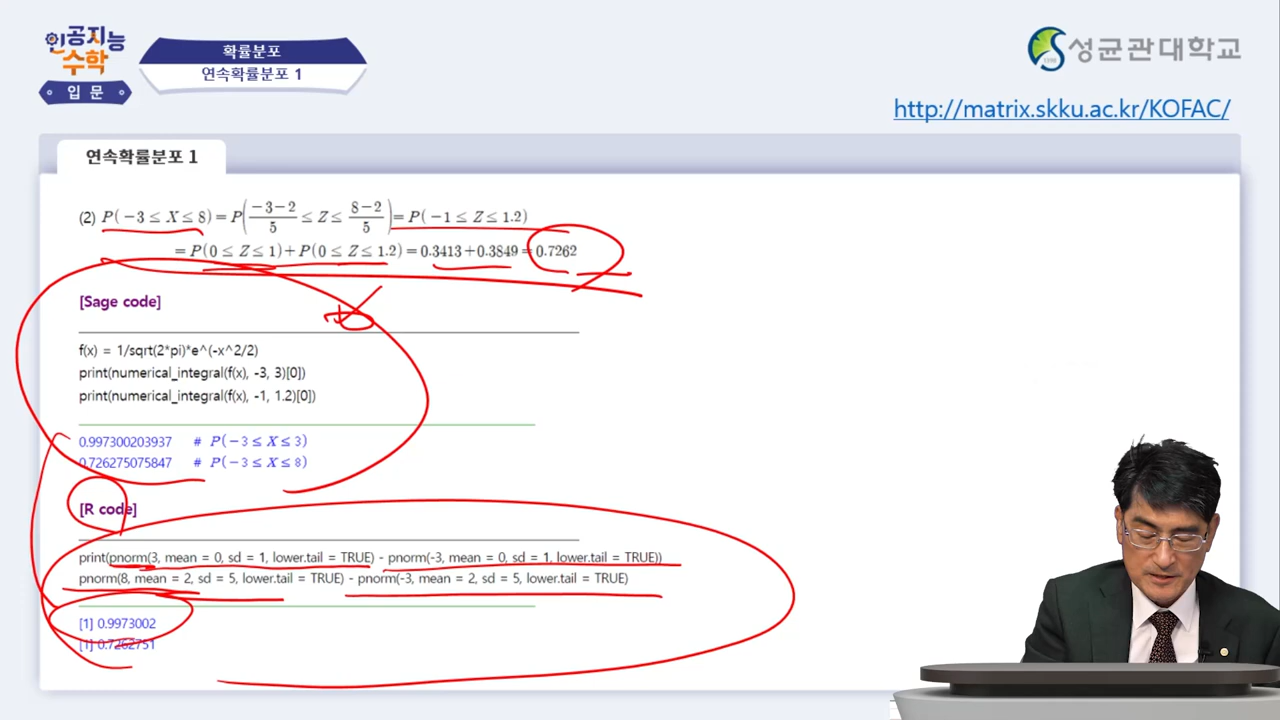 인공지능
수학
입 문
확률분포
연속확률분포 1
성균관대학교
http://matrix.skku.ac.kr/KOFAC/
연속확률분포 1
(2) P(−3 ≤ X ≤ 8) = P((−3−2)/5 ≤ Z ≤ (8−2)/5) = P(−1 ≤ Z ≤ 1.2)
= P(0 ≤ Z ≤ 1) + P(0 ≤ Z ≤ 1.2) = 0.3413 + 0.3849 = 0.7262
[Sage code]
f(x) = 1/sqrt(2*pi)*e^(-x^2/2)
print(numerical_integral(f(x), -3, 3)[0])
print(numerical_integral(f(x), -1, 1.2)[0])
0.997300203937 # P(−3 ≤ X ≤ 3)
0.726275075847 # P(−3 ≤ X ≤ 8)
[R code]
print(pnorm(3, mean = 0, sd = 1, lower.tail = TRUE) - pnorm(-3, mean = 0, sd = 1, lower.tail = TRUE))
pnorm(8, mean = 2, sd = 5, lower.tail = TRUE) - pnorm(-3, mean = 2, sd = 5, lower.tail = TRUE)
[1] 0.9973002
[1] 0.7262751